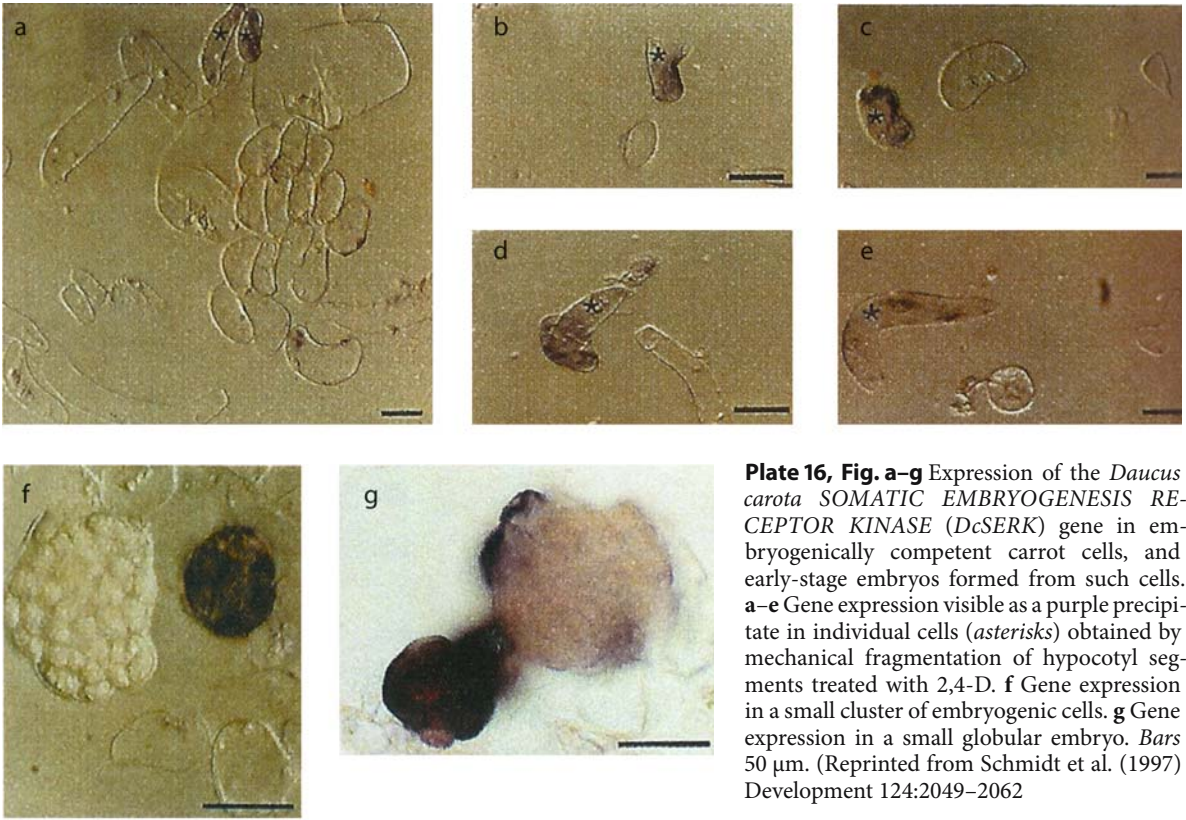 a
b
c
d
e
f
g
*
*
*
*
*
*
Plate 16, Fig. a–g Expression of the Daucus
carota SOMATIC EMBRYOGENESIS RE-
CEPTOR KINASE (DcSERK) gene in em-
bryogenically competent carrot cells, and
early-stage embryos formed from such cells.
a–e Gene expression visible as a purple precipi-
tate in individual cells (asterisks) obtained by
mechanical fragmentation of hypocotyl seg-
ments treated with 2,4-D. f Gene expression
in a small cluster of embryogenic cells. g Gene
expression in a small globular embryo. Bars
50 μm. (Reprinted from Schmidt et al. (1997)
Development 124:2049–2062